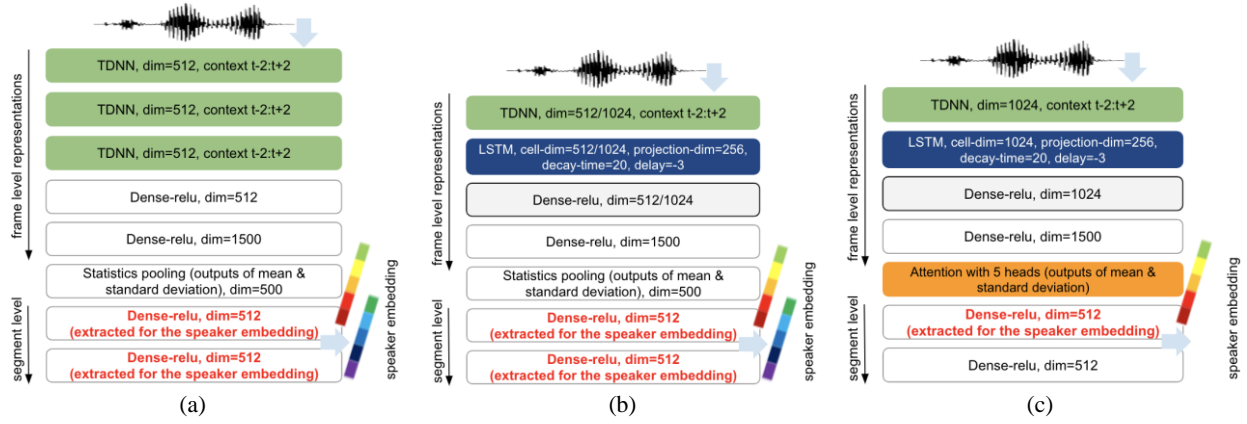 frame level representations
segment level
TDNN, dim=512, context t-2:t+2
TDNN, dim=512, context t-2:t+2
TDNN, dim=512, context t-2:t+2
Dense-relu, dim=512
Dense-relu, dim=1500
Statistics pooling (outputs of mean &
standard deviation), dim=500
Dense-relu, dim=512
(extracted for the speaker embedding)
Dense-relu, dim=512
(extracted for the speaker embedding)
speaker embedding
(a)
frame level representations
segment level
TDNN, dim=512/1024, context t-2:t+2
LSTM, cell-dim=512/1024, projection-dim=256,
decay-time=20, delay=-3
Dense-relu, dim=512/1024
Dense-relu, dim=1500
Statistics pooling (outputs of mean &
standard deviation), dim=500
Dense-relu, dim=512
(extracted for the speaker embedding)
Dense-relu, dim=512
(extracted for the speaker embedding)
speaker embedding
(b)
frame level representations
segment level
TDNN, dim=1024, context t-2:t+2
LSTM, cell-dim=1024, projection-dim=256,
decay-time=20, delay=-3
Dense-relu, dim=1024
Dense-relu, dim=1500
Attention with 5 heads (outputs of mean &
standard deviation)
Dense-relu, dim=512
(extracted for the speaker embedding)
Dense-relu, dim=512
speaker embedding
(c)